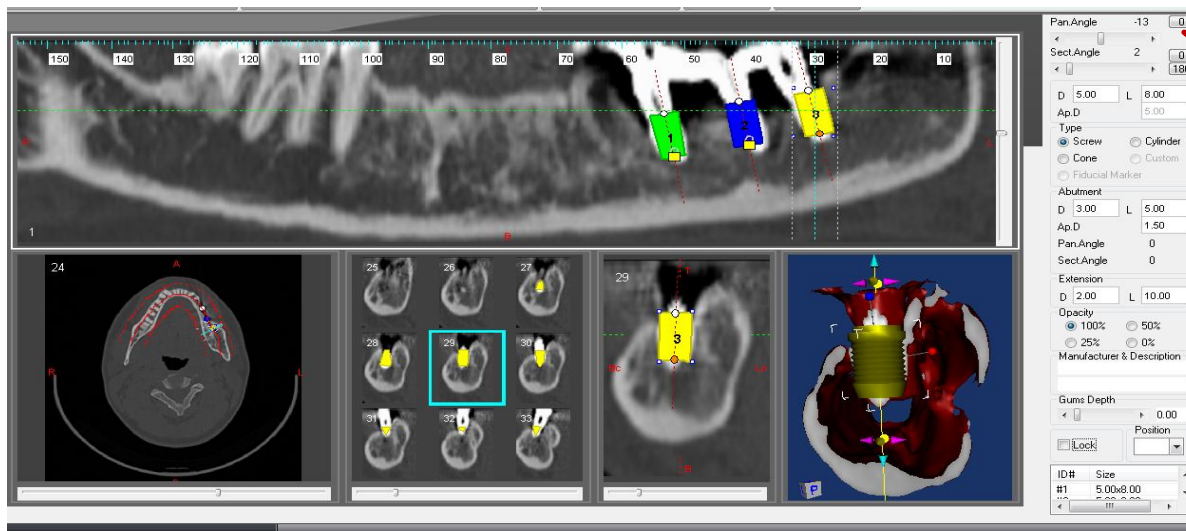 150 140 130 120 110 100 90 80 70 60 50 40 30 20 10
1 2 3
1
R
L
B
24
A
R
L
25 26 27
28 29 30
31 32 33
29
T
3
B
P
Pan.Angle -13 0
Sect.Angle 2 0
180
D 5.00 L 8.00
Ap.D 5.00
Type
Screw Cylinder
Cone Custom
Fiducial Marker
Abutment
D 3.00 L 5.00
Ap.D 1.50
Pan.Angle 0
Sect.Angle 0
Extension
D 2.00 L 10.00
Opacity
100% 50%
25% 0%
Manufacturer & Description
Gums Depth
0.00
Lock Position
ID# Size
#1 5.00x8.00